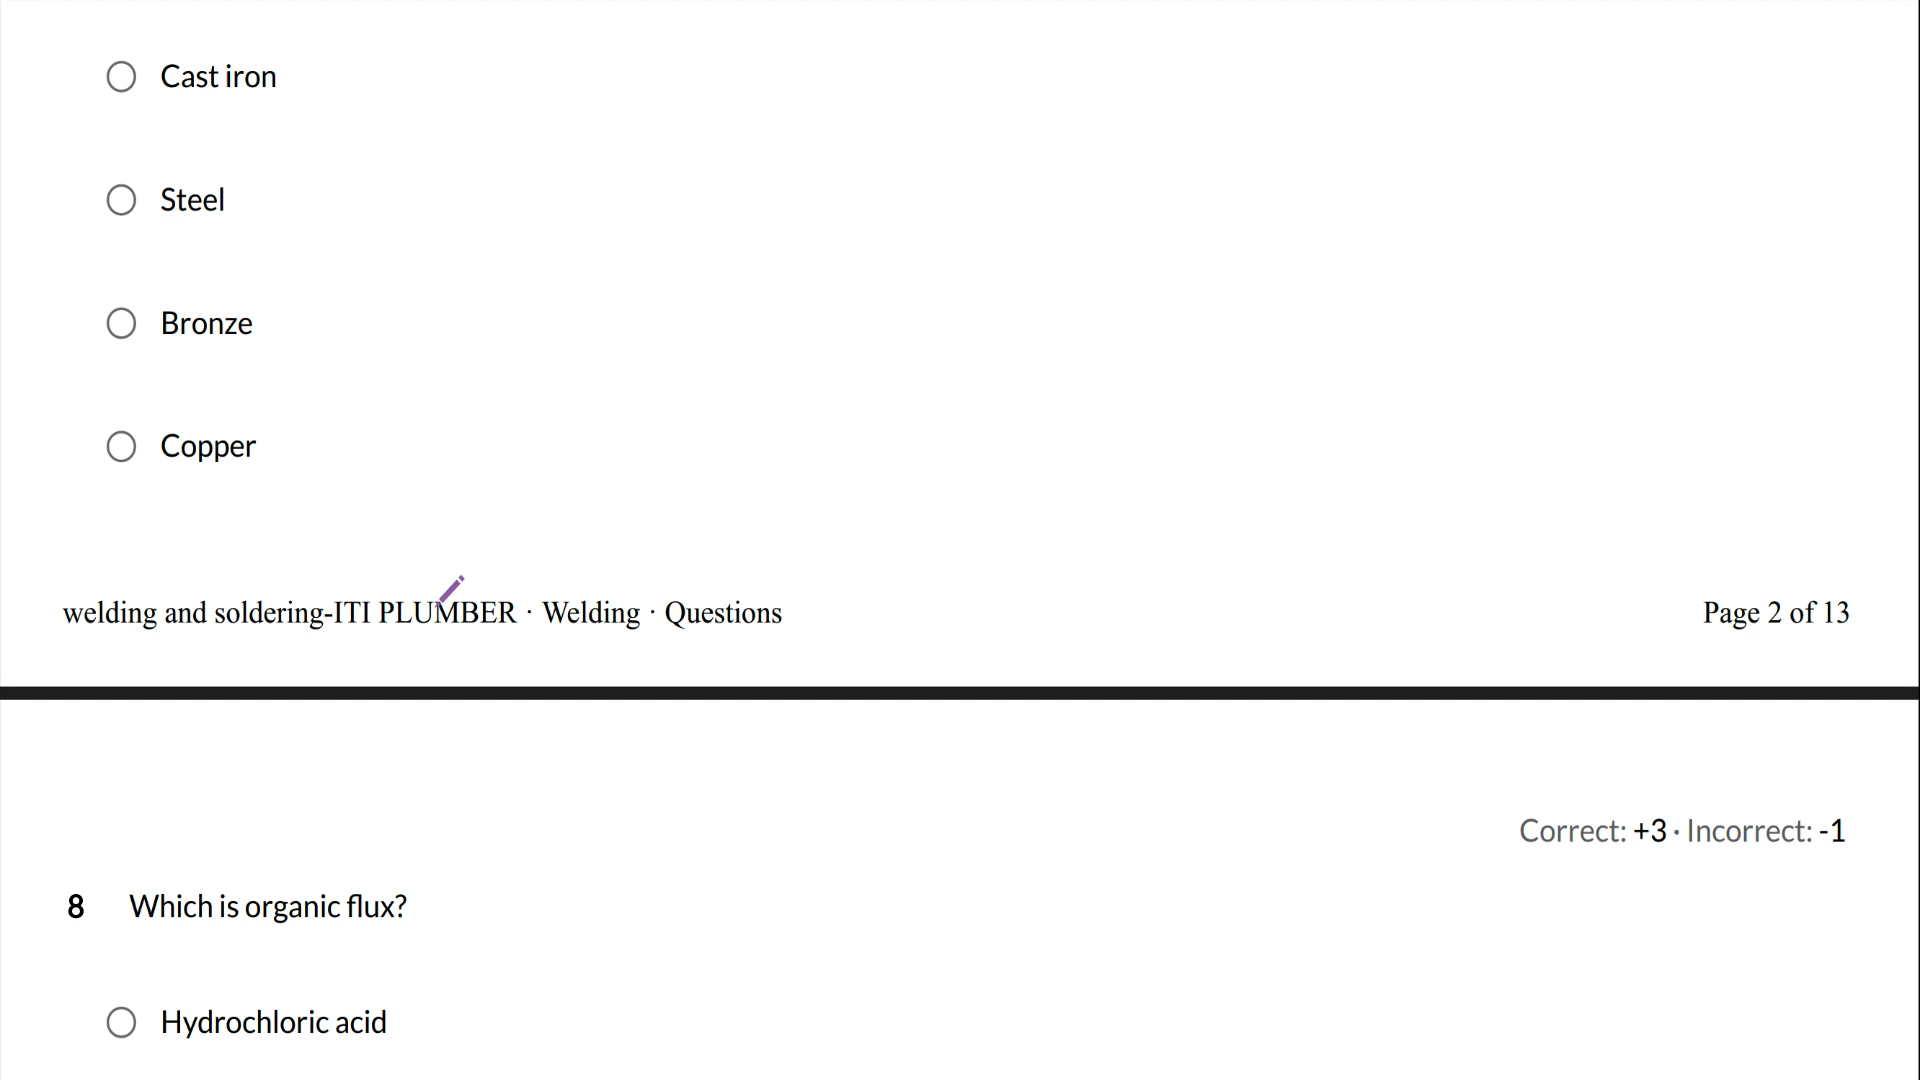 Cast iron
Steel
Bronze
Copper
welding and soldering-ITI PLUMBER · Welding · Questions
Page 2 of 13
Correct: +3 · Incorrect: -1
8 Which is organic flux?
Hydrochloric acid